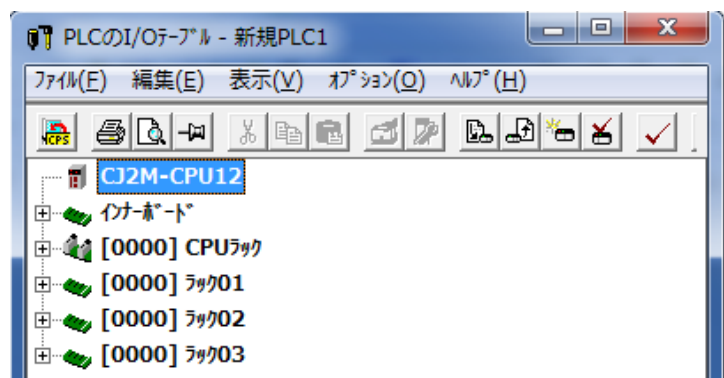 PLCのI/Oﾃｰﾌﾞﾙ - 新規PLC1
ﾌｧｲﾙ(F) 編集(E) 表示(V) ｵﾌﾟｼｮﾝ(O) ﾍﾙﾌﾟ(H)
CPS
CJ2M-CPU12
ｲﾝﾅｰﾎﾞｰﾄﾞ
[0000] CPUﾗｯｸ
[0000] ﾗｯｸ01
[0000] ﾗｯｸ02
[0000] ﾗｯｸ03